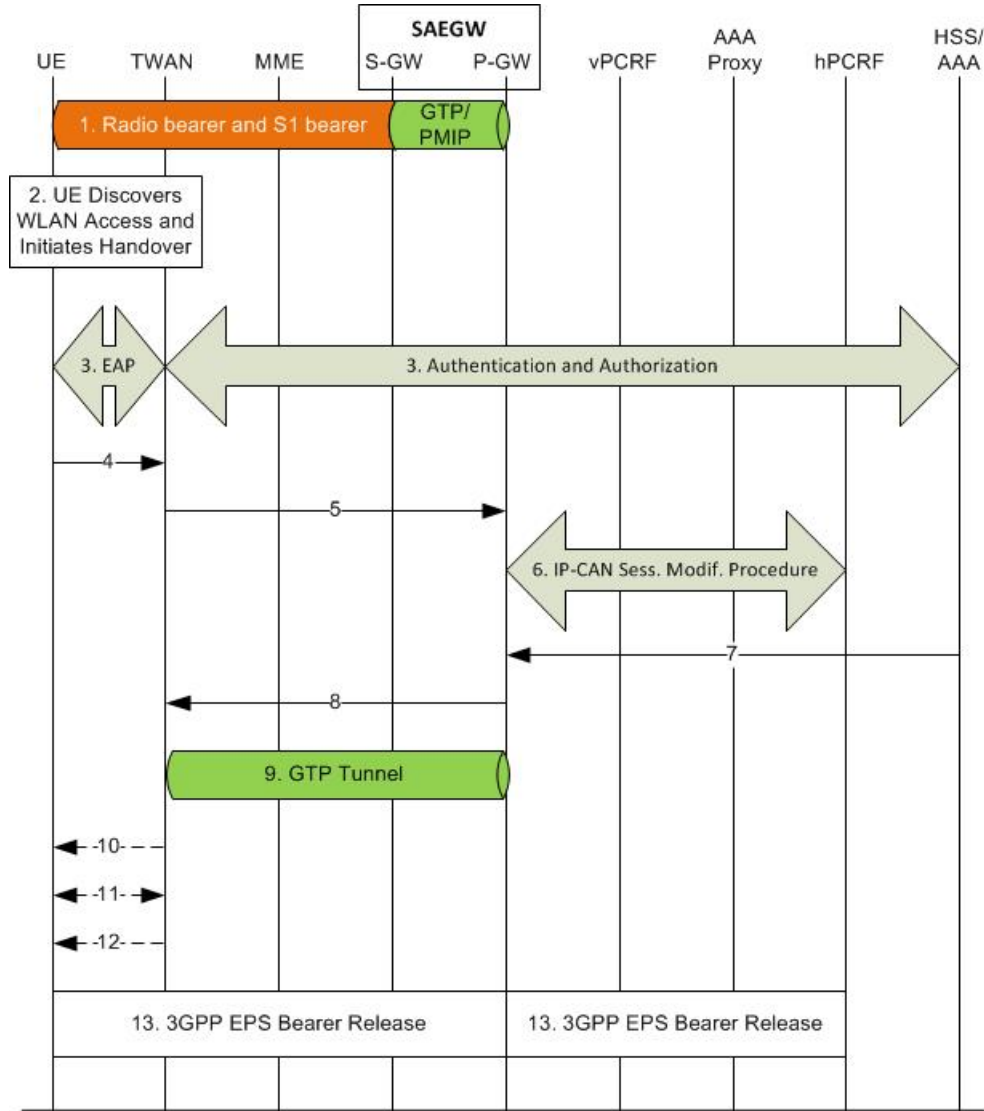 SAEGW
UE TWAN MME S-GW P-GW vPCRF AAA Proxy hPCRF HSS/ AAA
1. Radio bearer and S1 bearer
GTP/
PMIP
2. UE Discovers
WLAN Access and
Initiates Handover
3. EAP
3. Authentication and Authorization
4
5
6. IP-CAN Sess. Modif. Procedure
7
8
9. GTP Tunnel
10
11
12
13. 3GPP EPS Bearer Release
13. 3GPP EPS Bearer Release